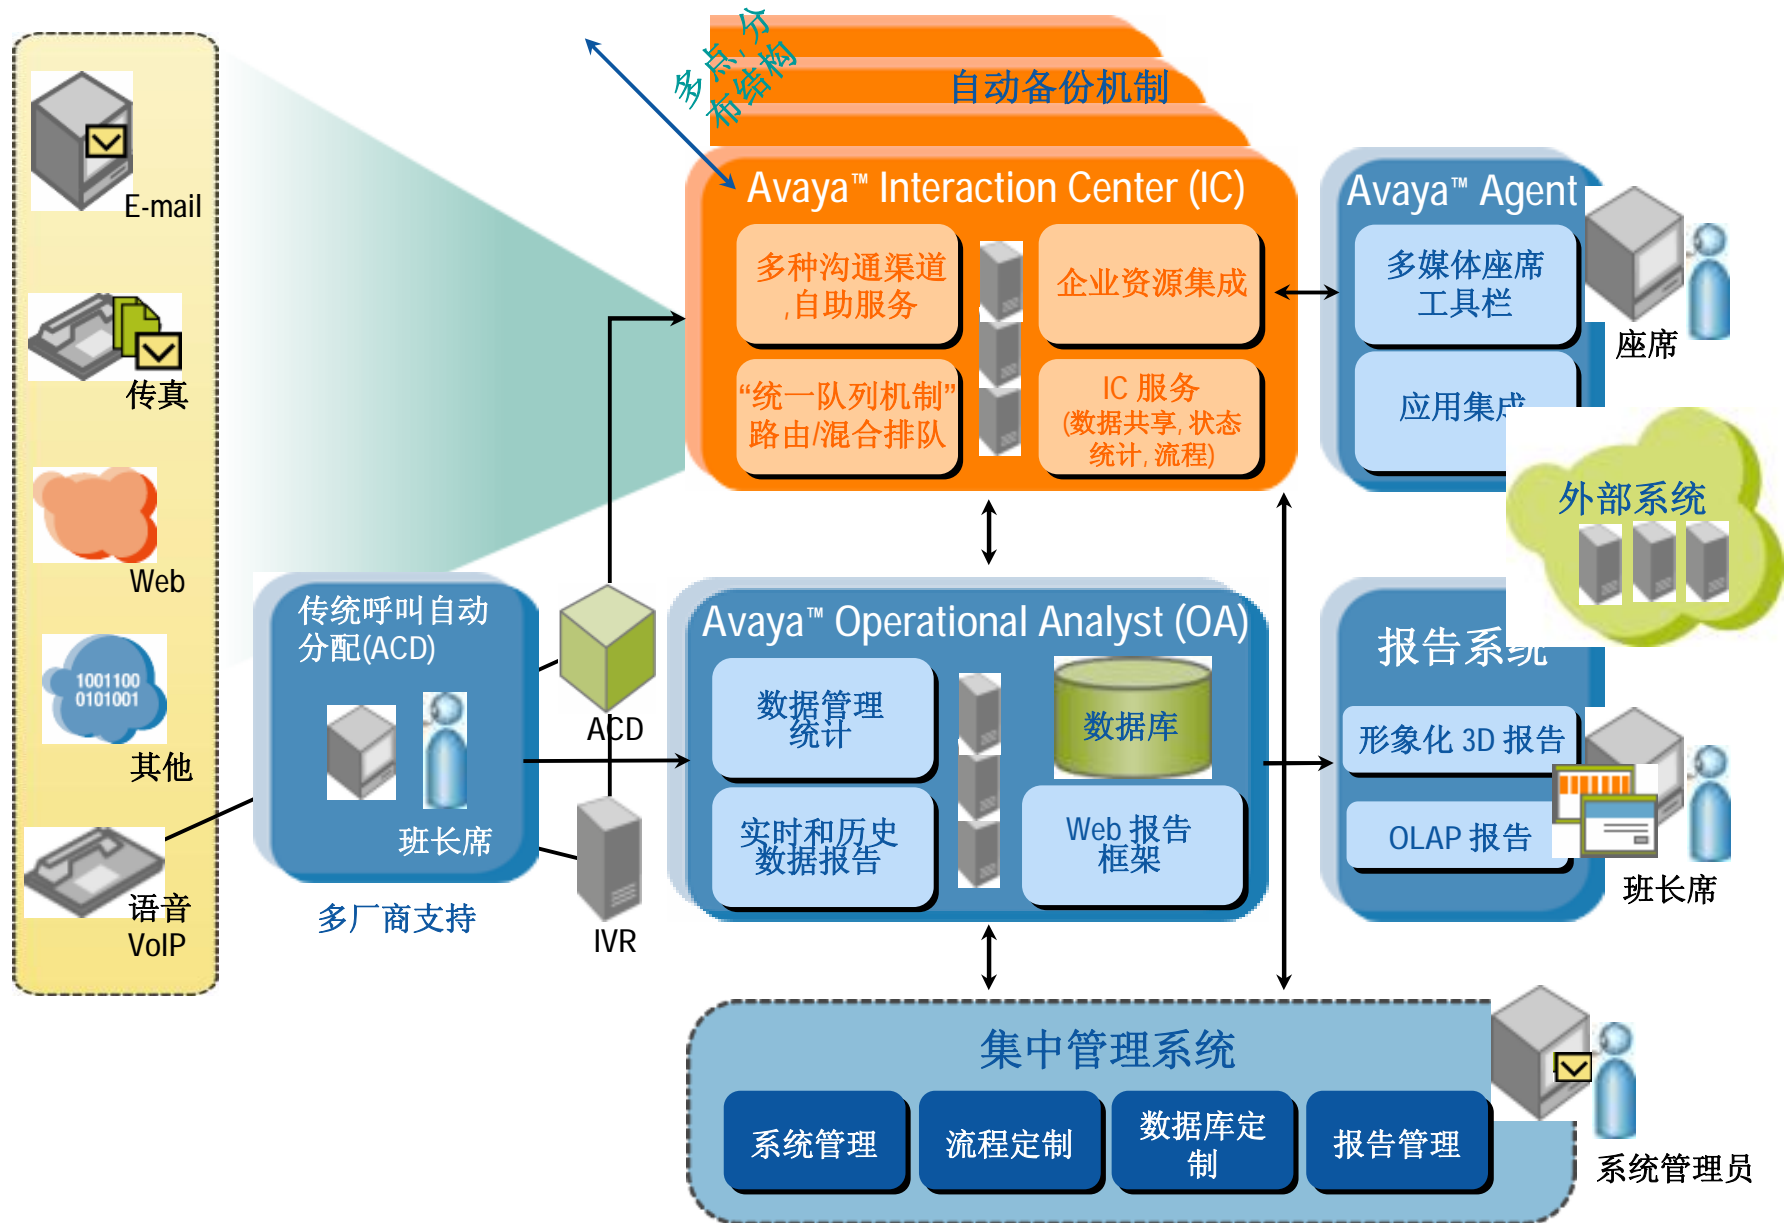 多点,分
布结构
自动备份机制
E-mail
传真
Web
1001100
0101001
其他
语音
VoIP
Avaya™ Interaction Center (IC)
多种沟通渠道
,自助服务
企业资源集成
“统一队列机制”
路由/混合排队
IC 服务
(数据共享, 状态
统计, 流程)
Avaya™ Agent
多媒体座席
工具栏
应用集成
座席
外部系统
传统呼叫自动
分配(ACD)
班长席
多厂商支持
ACD
IVR
Avaya™ Operational Analyst (OA)
数据管理
统计
数据库
实时和历史
数据报告
Web 报告
框架
报告系统
形象化 3D 报告
OLAP 报告
班长席
集中管理系统
系统管理
流程定制
数据库定
制
报告管理
系统管理员